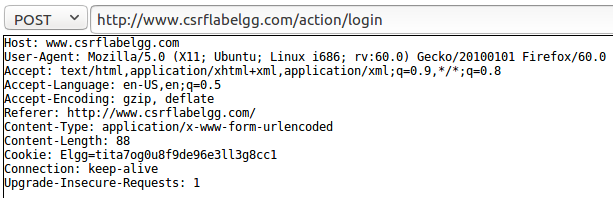 POST http://www.csrflabelgg.com/action/login
Host: www.csrflabelgg.com
User-Agent: Mozilla/5.0 (X11; Ubuntu; Linux i686; rv:60.0) Gecko/20100101 Firefox/60.0
Accept: text/html,application/xhtml+xml,application/xml;q=0.9,*/*;q=0.8
Accept-Language: en-US,en;q=0.5
Accept-Encoding: gzip, deflate
Referer: http://www.csrflabelgg.com/
Content-Type: application/x-www-form-urlencoded
Content-Length: 88
Cookie: Elgg=tita7og0u8f9de96e3ll3g8cc1
Connection: keep-alive
Upgrade-Insecure-Requests: 1